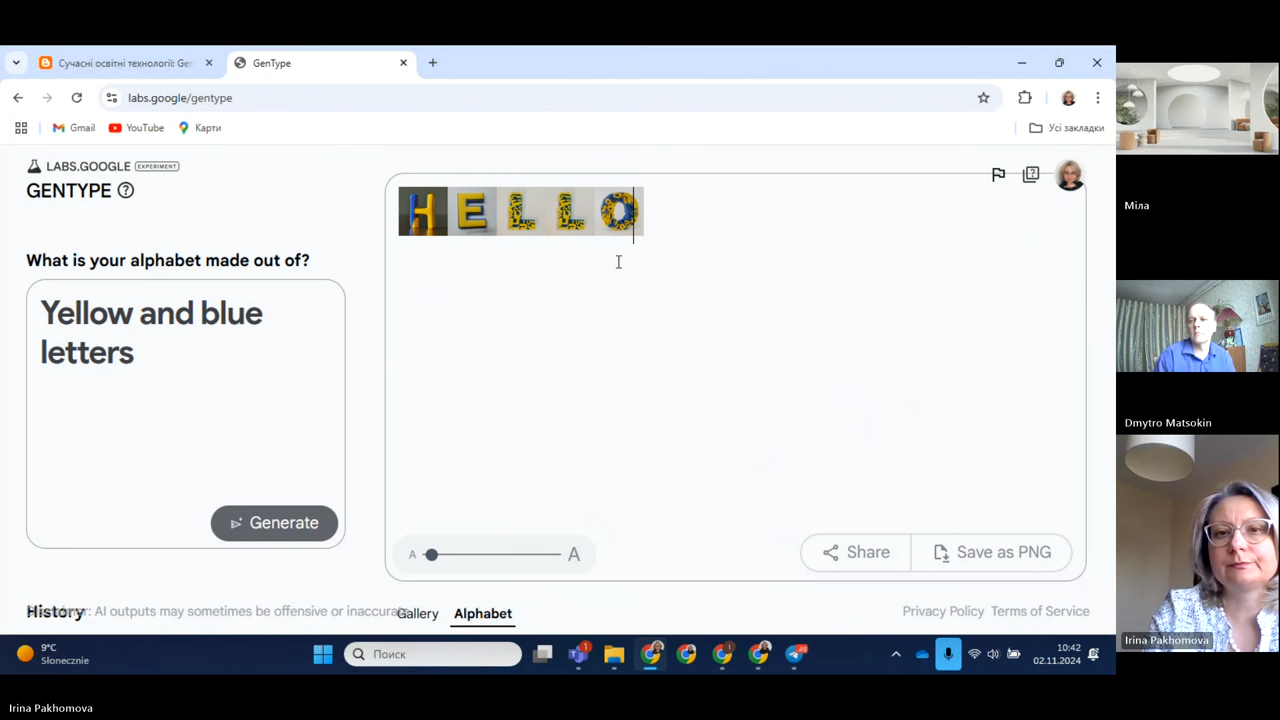 Сучасні освітні технології: Ger
GenType
labs.google/gentype
Gmail
YouTube
Карти
Усі закладки
LABS.GOOGLE EXPERIMENT
GENTYPE
What is your alphabet made out of?
Yellow and blue
letters
Generate
HELLO
A
A
Share
Save as PNG
History
Disclaimer: AI outputs may sometimes be offensive or inaccurate
Gallery
Alphabet
Privacy Policy
Terms of Service
9°C
Słonecznie
Поиск
10:42
02.11.2024
Міла
Dmytro Matsokin
Irina Pakhomova
Irina Pakhomova